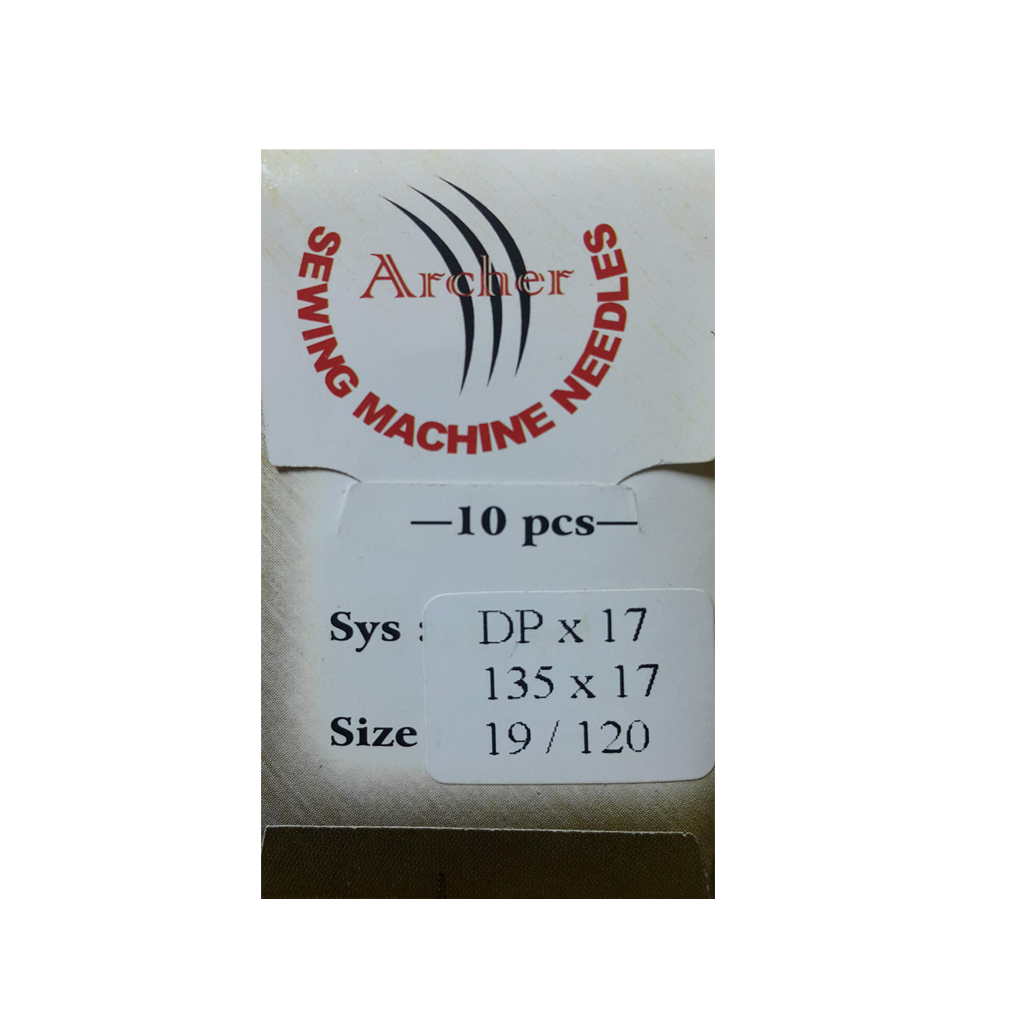 Archer
SEWING MACHINE NEEDLES
—10 pcs—
Sys : DP x 17
135 x 17
Size 19 / 120